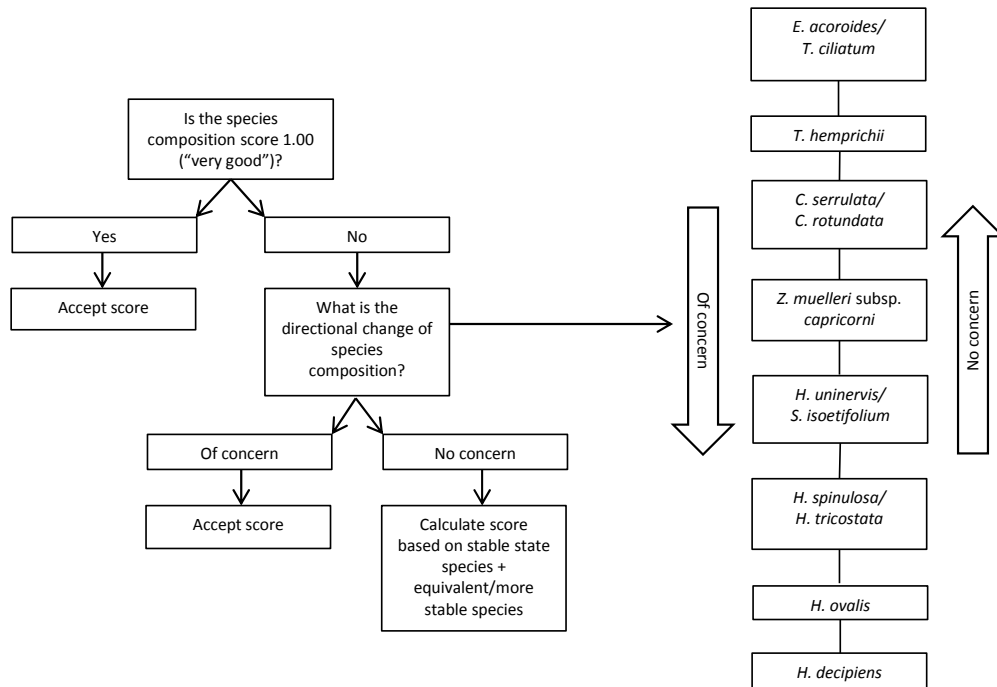 Is the species
composition score 1.00
(“very good”)?
Yes
No
Accept score
What is the
directional change of
species
composition?
Of concern
No concern
Accept score
Calculate score
based on stable state
species +
equivalent/more
stable species
Of concern
E. acoroides/
T. ciliatum
T. hemprichii
C. serrulata/
C. rotundata
Z. muelleri subsp.
capricorni
H. uninervis/
S. isoetifolium
H. spinulosa/
H. tricostata
H. ovalis
H. decipiens
No concern